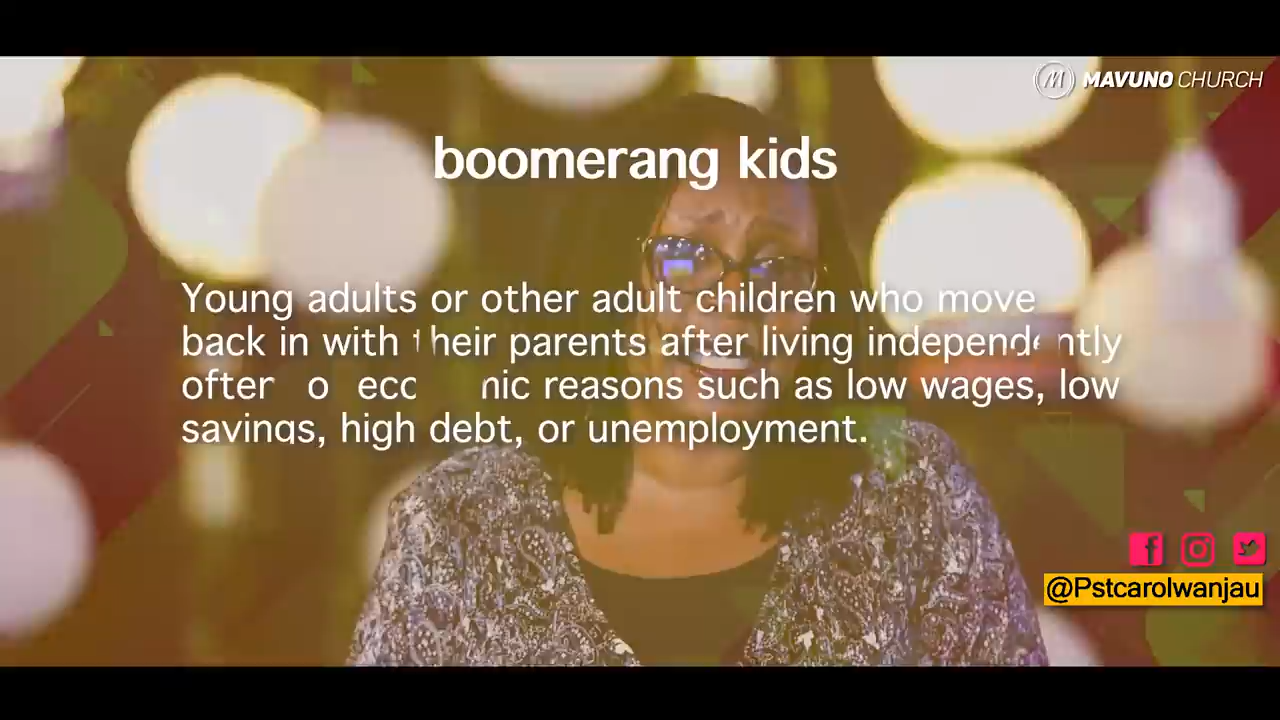 MAVUNO CHURCH
boomerang kids
Young adults or other adult children who move
back in with their parents after living independently
reasons such as low wages, low
savings, high debt, or unemployment.
@Pstcarolwanjau